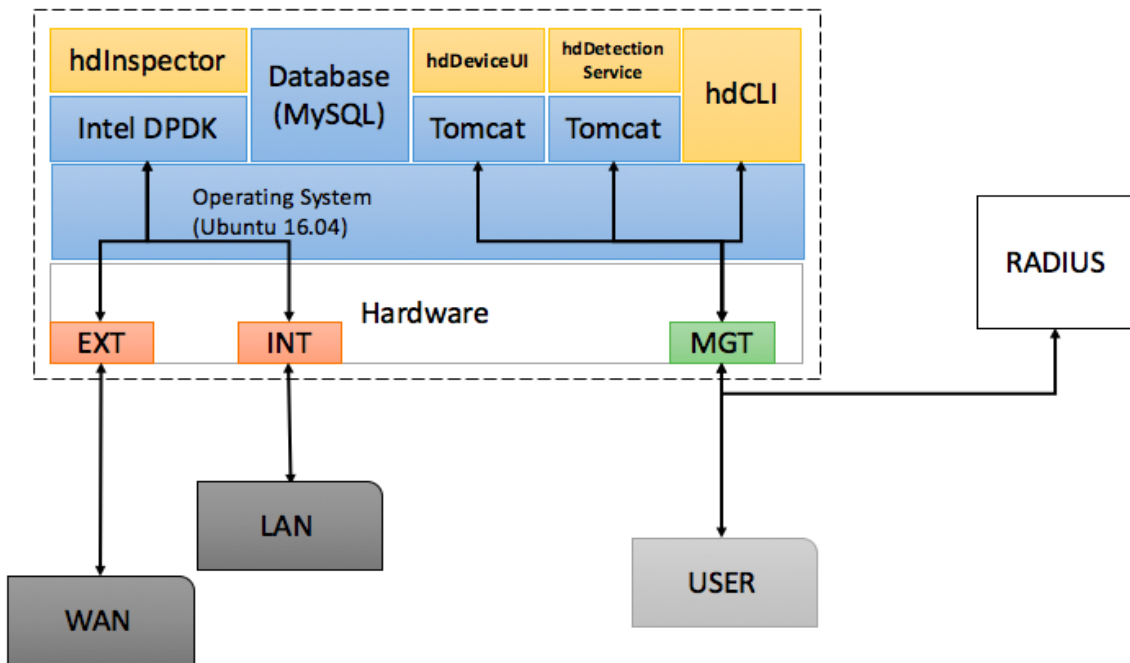 hdInspector
Database
(MySQL)
hdDeviceUI
hdDetection
Service
hdCLI
Intel DPDK
Tomcat
Tomcat
Operating System
(Ubuntu 16.04)
Hardware
EXT
INT
MGT
RADIUS
LAN
USER
WAN